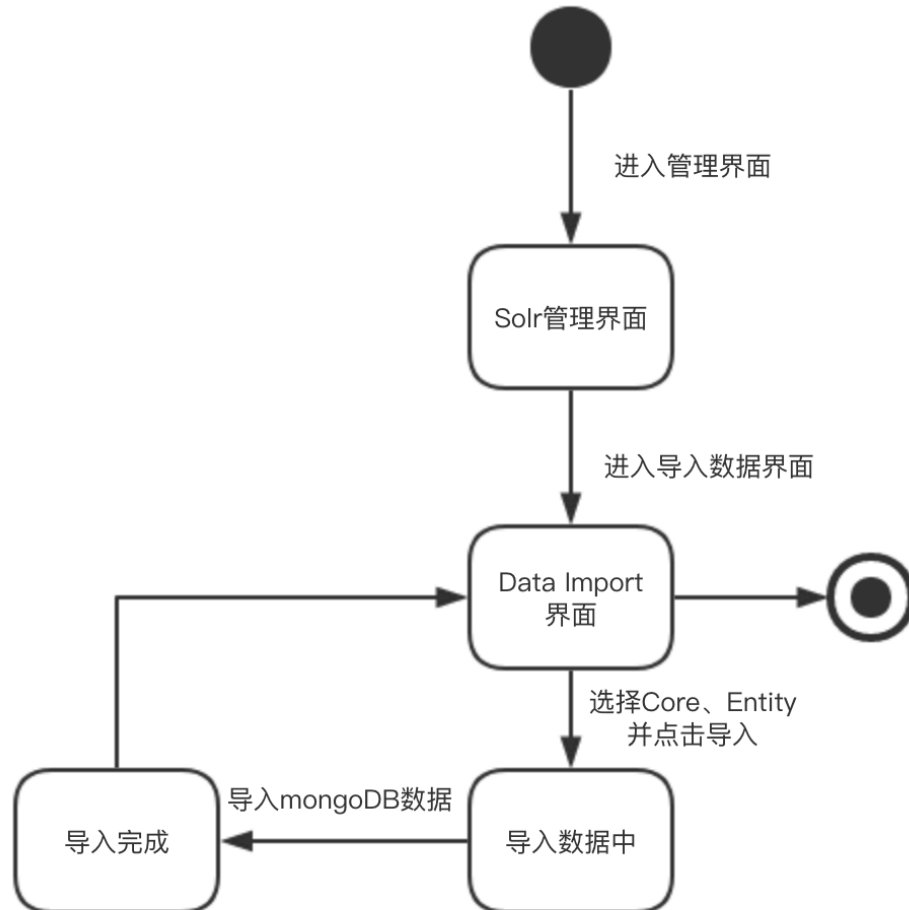 进入管理界面
Solr管理界面
进入导入数据界面
Data Import
界面
选择Core、Entity
并点击导入
导入mongoDB数据
导入完成
导入数据中